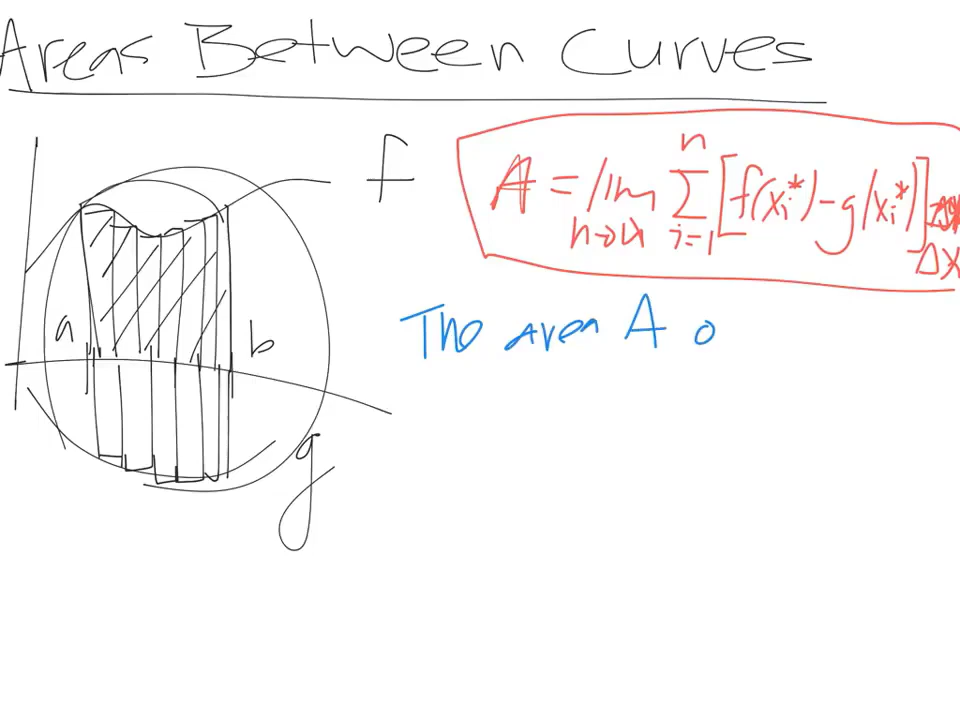 Areas Between Curves
f
A = lim n→∞ n Σ i=1 [f(xi*) - g(xi*)] Δx
a
b
The area A o
g